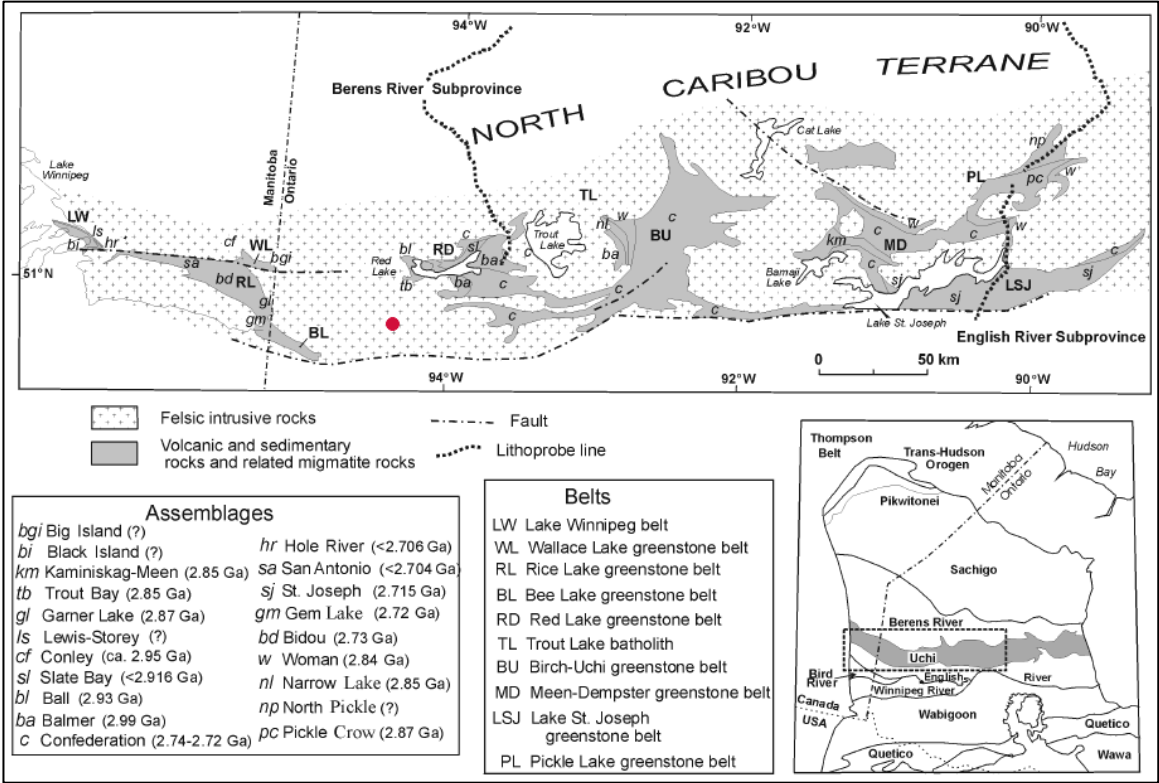 94°W
92°W
90°W
Berens River Subprovince
NORTH
CARIBOU
TERRANE
Lake
Winnipeg
Manitoba
Ontario
Cat Lake
np
PL
pc
w
TL
LW
ls
bi
hr
cf
WL
bgi
bl
RD
c
sl
ba
Red
Lake
tb
ba
c
Trout
Lake
c
nl
w
ba
BU
c
km
c
MD
w
c
w
51°N
sa
bd
RL
gl
gm
BL
c
c
c
Bamaji
Lake
c
sj
sj
LSJ
sj
Lake St. Joseph
English River Subprovince
0 50 km
94°W
92°W
90°W
Felsic intrusive rocks
Volcanic and sedimentary
rocks and related migmatite rocks
Fault
Lithoprobe line
Assemblages
bgi Big Island (?)
bi Black Island (?)
km Kaminiskag-Meen (2.85 Ga)
tb Trout Bay (2.85 Ga)
gl Garner Lake (2.87 Ga)
ls Lewis-Storey (?)
cf Conley (ca. 2.95 Ga)
sl Slate Bay (<2.916 Ga)
bl Ball (2.93 Ga)
ba Balmer (2.99 Ga)
c Confederation (2.74-2.72 Ga)
hr Hole River (<2.706 Ga)
sa San Antonio (<2.704 Ga)
sj St. Joseph (2.715 Ga)
gm Gem Lake (2.72 Ga)
bd Bidou (2.73 Ga)
w Woman (2.84 Ga)
nl Narrow Lake (2.85 Ga)
np North Pickle (?)
pc Pickle Crow (2.87 Ga)
Belts
LW Lake Winnipeg belt
WL Wallace Lake greenstone belt
RL Rice Lake greenstone belt
BL Bee Lake greenstone belt
RD Red Lake greenstone belt
TL Trout Lake batholith
BU Birch-Uchi greenstone belt
MD Meen-Dempster greenstone belt
LSJ Lake St. Joseph
greenstone belt
PL Pickle Lake greenstone belt
Thompson
Belt
Trans-Hudson
Orogen
Manitoba
Ontario
Hudson
Bay
Pikwitonei
Sachigo
Berens River
Uchi
Bird
River
English
River
Winnipeg River
Canada
USA
Wabigoon
Quetico
Quetico
Wawa